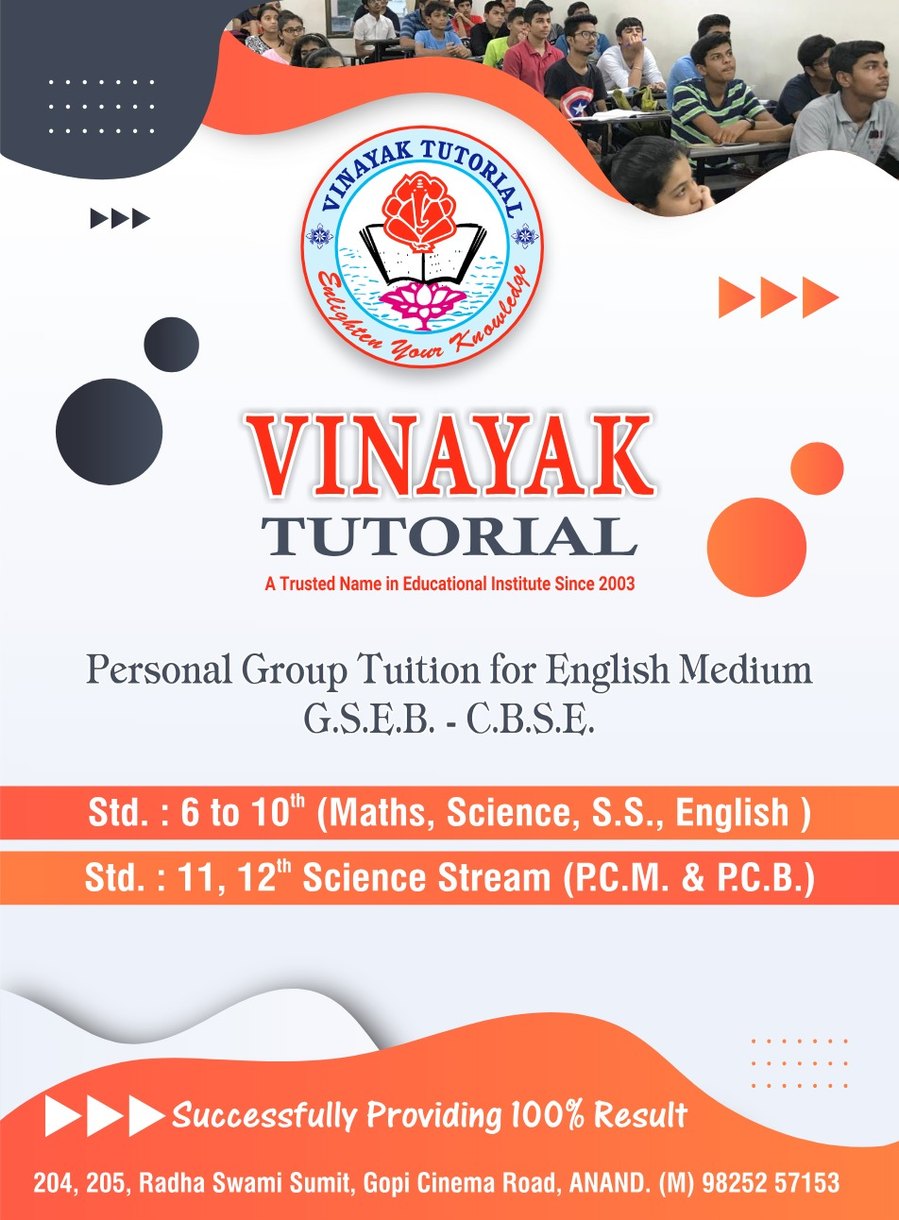 VINAYAK TUTORIAL
Enlighten Your Knowledge
VINAYAK
TUTORIAL
A Trusted Name in Educational Institute Since 2003
Personal Group Tuition for English Medium
G.S.E.B. - C.B.S.E.
Std. : 6 to 10th (Maths, Science, S.S., English )
Std. : 11, 12th Science Stream (P.C.M. & P.C.B.)
Successfully Providing 100% Result
204, 205, Radha Swami Sumit, Gopi Cinema Road, ANAND. (M) 98252 57153